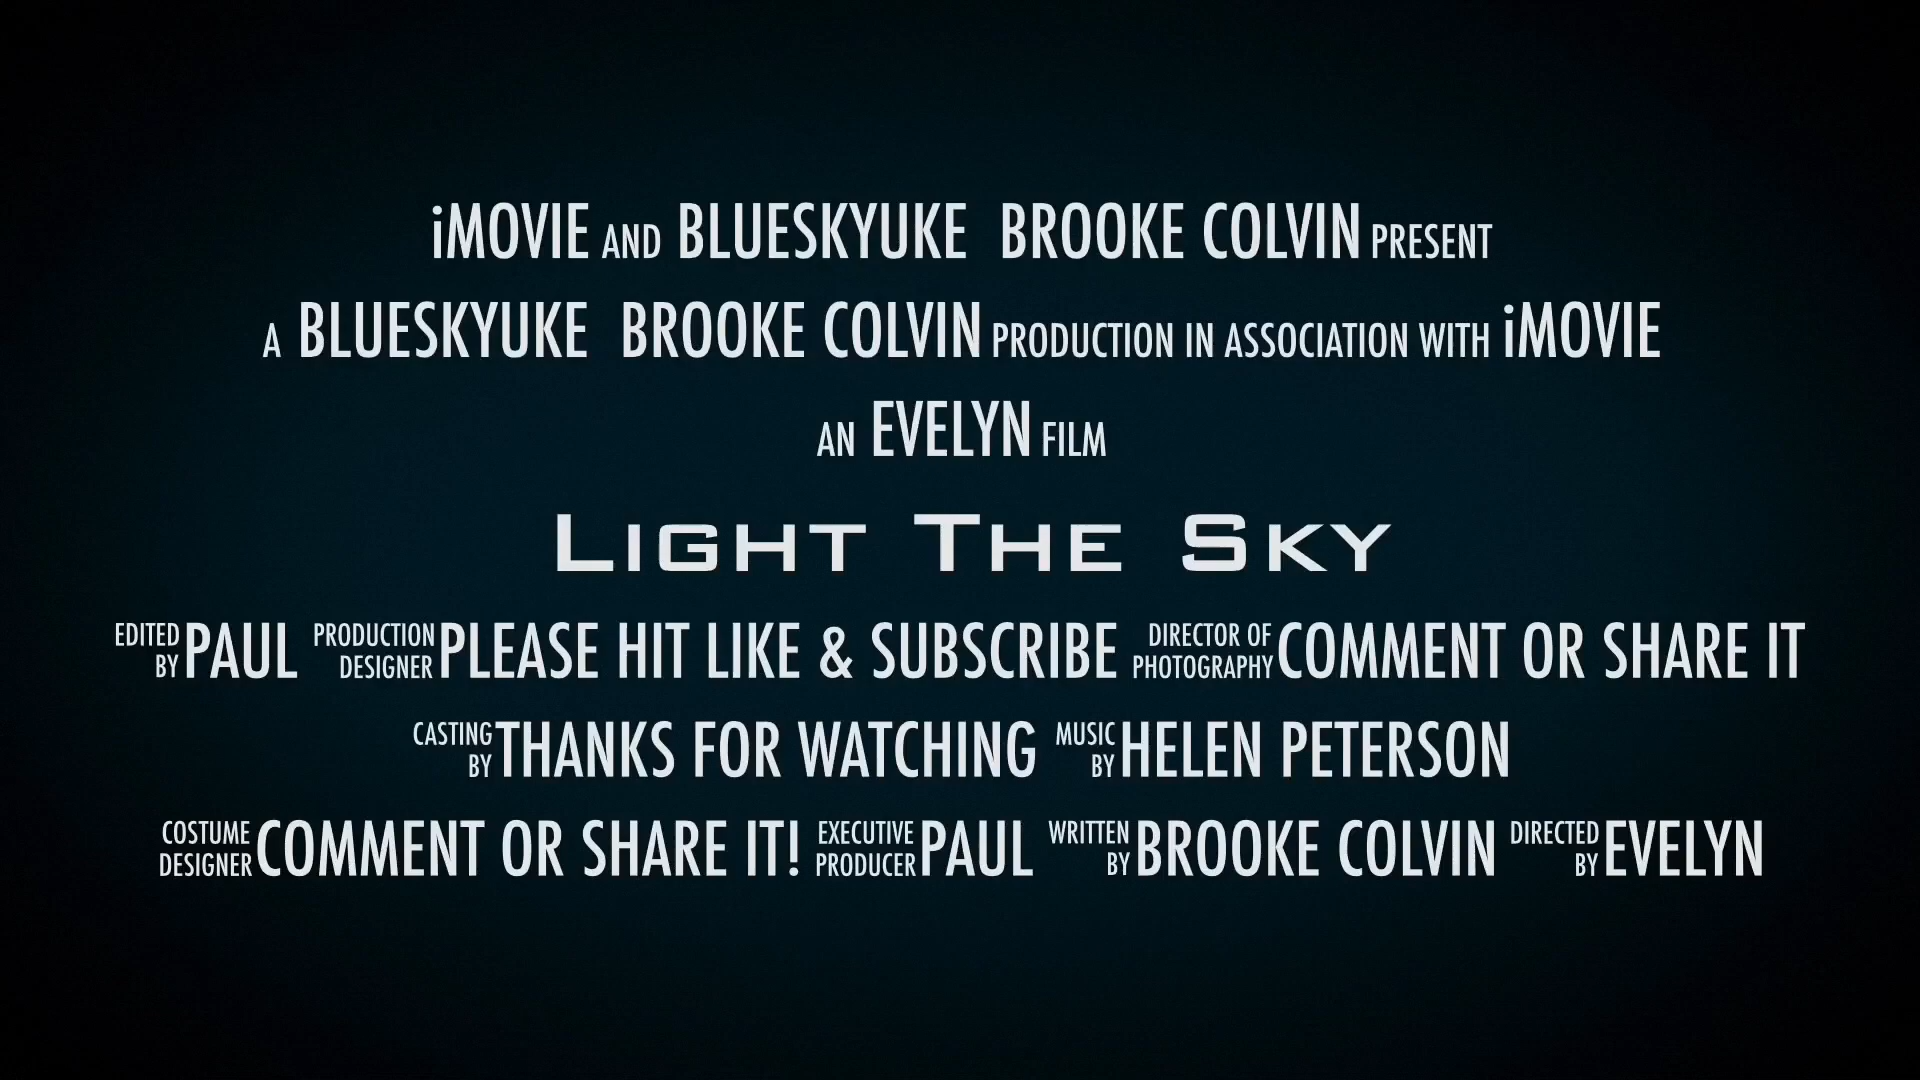 iMOVIE AND BLUESKYUKE BROOKE COLVIN PRESENT
A BLUESKYUKE BROOKE COLVIN PRODUCTION IN ASSOCIATION WITH iMOVIE
AN EVELYN FILM
LIGHT THE SKY
EDITED BY PAUL PRODUCTION DESIGNER PLEASE HIT LIKE & SUBSCRIBE DIRECTOR OF PHOTOGRAPHY COMMENT OR SHARE IT
CASTING BY THANKS FOR WATCHING MUSIC BY HELEN PETERSON
COSTUME DESIGNER COMMENT OR SHARE IT! EXECUTIVE PRODUCER PAUL WRITTEN BY BROOKE COLVIN DIRECTED BY EVELYN